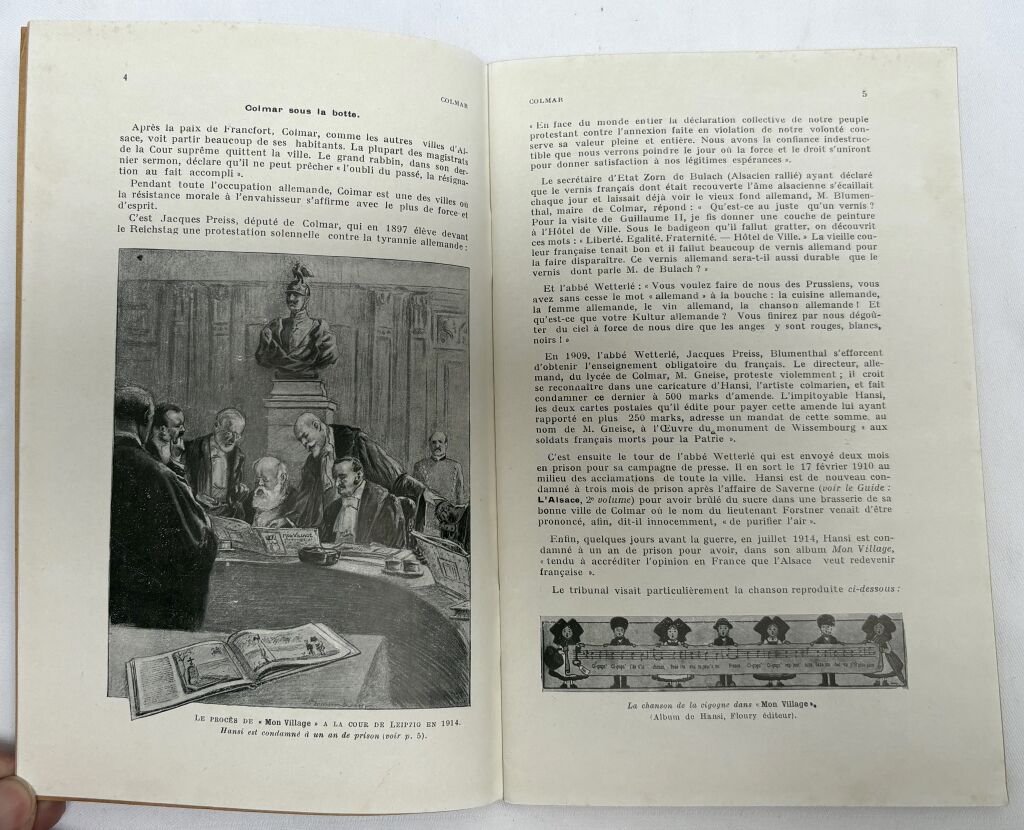 4
COLMAR
Colmar sous la botte.
Après la paix de Francfort, Colmar, comme les autres villes d'Al-
sace, voit partir beaucoup de ses habitants. La plupart des magistrats
de la Cour suprême quittent la ville. Le grand rabbin, dans son der-
nier sermon, déclare qu'il ne peut prêcher « l'oubli du passé, la résigna-
tion au fait accompli ».
Pendant toute l'occupation allemande, Colmar est une des villes où
la résistance morale à l'envahisseur s'affirme avec le plus de force et
d'esprit.
C'est Jacques Preiss, député de Colmar, qui en 1897 élève devant
le Reichstag une protestation solennelle contre la tyrannie allemande :
MON VILLAGE
LE PROCÈS DE « Mon Village » A LA COUR DE LEIPZIG EN 1914.
Hansi est condamné à un an de prison (voir p. 5).
COLMAR
5
« En face du monde entier la déclaration collective de notre peuple
protestant contre l'annexion faite en violation de notre volonté con-
serve sa valeur pleine et entière. Nous avons la confiance indestruc-
tible que nous verrons poindre le jour où la force et le droit s'uniront
pour donner satisfaction à nos légitimes espérances ».
Le secrétaire d'Etat Zorn de Bulach (Alsacien rallié) ayant déclaré
que le vernis français dont était recouverte l'âme alsacienne s'écaillait
chaque jour et laissait déjà voir le vieux fond allemand, M. Blumen-
thal, maire de Colmar, répond : « Qu'est-ce au juste qu'un vernis ?
Pour la visite de Guillaume II, je fis donner une couche de peinture
à l'Hôtel de Ville. Sous le badigeon qu'il fallut gratter, on découvrit
ces mots : « Liberté. Egalité. Fraternité. — Hôtel de Ville. » La vieille cou-
leur française tenait bon et il fallut beaucoup de vernis allemand pour
la faire disparaître. Ce vernis allemand sera-t-il aussi durable que le
vernis dont parle M. de Bulach ? »
Et l'abbé Wetterlé : « Vous voulez faire de nous des Prussiens, vous
avez sans cesse le mot « allemand » à la bouche : la cuisine allemande,
la femme allemande, le vin allemand, la chanson allemande ! Et
qu'est-ce que votre Kultur allemande ? Vous finirez par nous dégoû-
ter du ciel à force de nous dire que les anges y sont rouges, blancs,
noirs ! »
En 1909, l'abbé Wetterlé, Jacques Preiss, Blumenthal s'efforcent
d'obtenir l'enseignement obligatoire du français. Le directeur, alle-
mand, du lycée de Colmar, M. Gneise, proteste violemment ; il croit
se reconnaître dans une caricature d'Hansi, l'artiste colmarien, et fait
condamner ce dernier à 500 marks d'amende. L'impitoyable Hansi,
les deux cartes postales qu'il édite pour payer cette amende lui ayant
rapporté en plus 250 marks, adresse un mandat de cette somme, au
nom de M. Gneise, à l'Œuvre du monument de Wissembourg « aux
soldats français morts pour la Patrie ».
C'est ensuite le tour de l'abbé Wetterlé qui est envoyé deux mois
en prison pour sa campagne de presse. Il en sort le 17 février 1910 au
milieu des acclamations de toute la ville. Hansi est de nouveau con-
damné à trois mois de prison après l'affaire de Saverne (voir le Guide :
L'Alsace, 2e volume) pour avoir brûlé du sucre dans une brasserie de sa
bonne ville de Colmar où le nom du lieutenant Forstner venait d'être
prononcé, afin, dit-il innocemment, « de purifier l'air ».
Enfin, quelques jours avant la guerre, en juillet 1914, Hansi est con-
damné à un an de prison pour avoir, dans son album Mon Village,
« tendu à accréditer l'opinion en France que l'Alsace veut redevenir
française ».
Le tribunal visait particulièrement la chanson reproduite ci-dessous :
La chanson de la cigogne dans « Mon Village ».
(Album de Hansi, Floury éditeur).